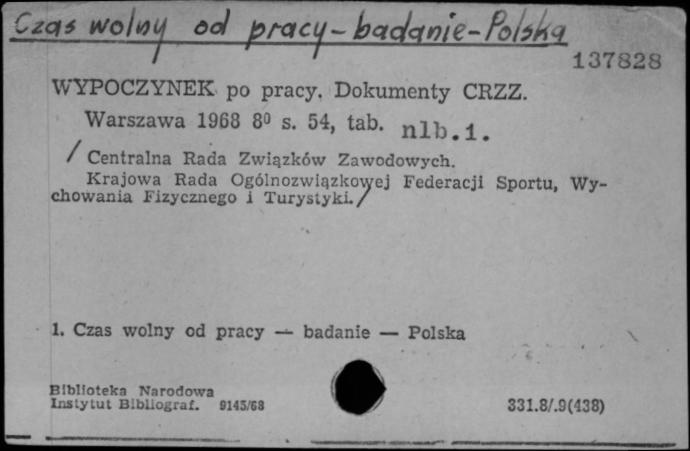 Czas wolny od pracy – badanie – Polska
137828
WYPOCZYNEK po pracy. Dokumenty CRZZ.
Warszawa 1968 8º s. 54, tab. nlb.1.
/ Centralna Rada Związków Zawodowych.
Krajowa Rada Ogólnozwiązkowej Federacji Sportu, Wy-
chowania Fizycznego i Turystyki./
1. Czas wolny od pracy — badanie — Polska
Biblioteka Narodowa
Instytut Bibliograf. 9145/68
331.8/.9(438)